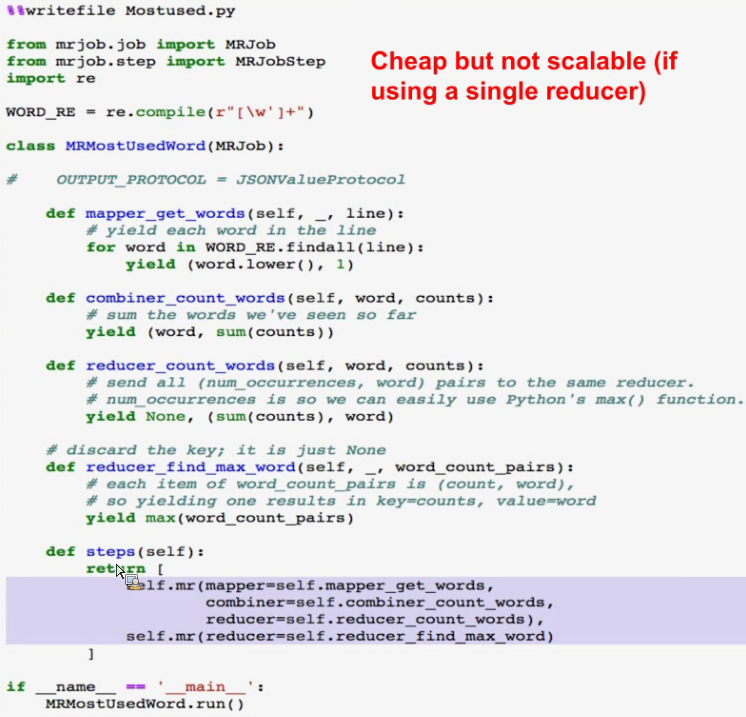 %%writefile Mostused.py
from mrjob.job import MRJob
from mrjob.step import MRJobStep
import re
Cheap but not scalable (if
using a single reducer)
WORD_RE = re.compile(r"[\w']+")
class MRMostUsedWord(MRJob):
#    OUTPUT_PROTOCOL = JSONValueProtocol
    def mapper_get_words(self, _, line):
        # yield each word in the line
        for word in WORD_RE.findall(line):
            yield (word.lower(), 1)
    def combiner_count_words(self, word, counts):
        # sum the words we've seen so far
        yield (word, sum(counts))
    def reducer_count_words(self, word, counts):
        # send all (num_occurrences, word) pairs to the same reducer.
        # num_occurrences is so we can easily use Python's max() function.
        yield None, (sum(counts), word)
    # discard the key; it is just None
    def reducer_find_max_word(self, _, word_count_pairs):
        # each item of word_count_pairs is (count, word),
        # so yielding one results in key=counts, value=word
        yield max(word_count_pairs)
    def steps(self):
        return [
            self.mr(mapper=self.mapper_get_words,
                    combiner=self.combiner_count_words,
                    reducer=self.reducer_count_words),
            self.mr(reducer=self.reducer_find_max_word)
        ]
if __name__ == '__main__':
    MRMostUsedWord.run()